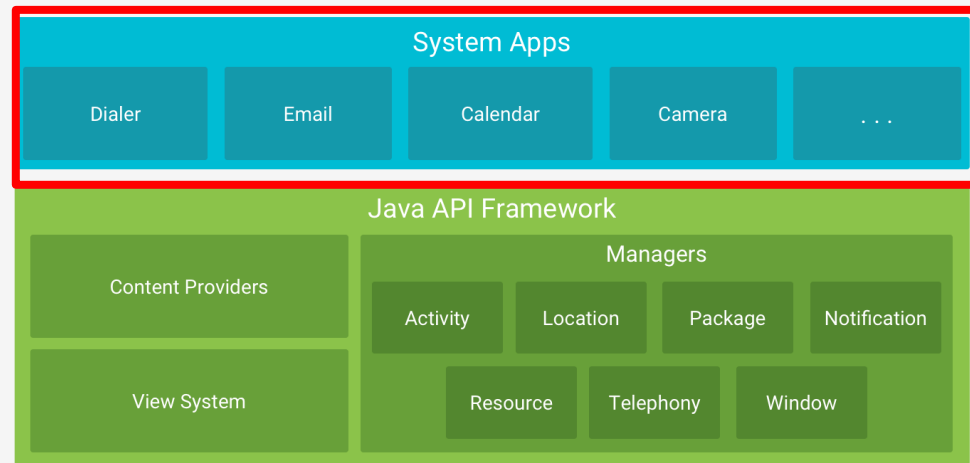 System Apps
Dialer Email Calendar Camera . . .
Java API Framework
Content Providers
View System
Managers
Activity Location Package Notification
Resource Telephony Window